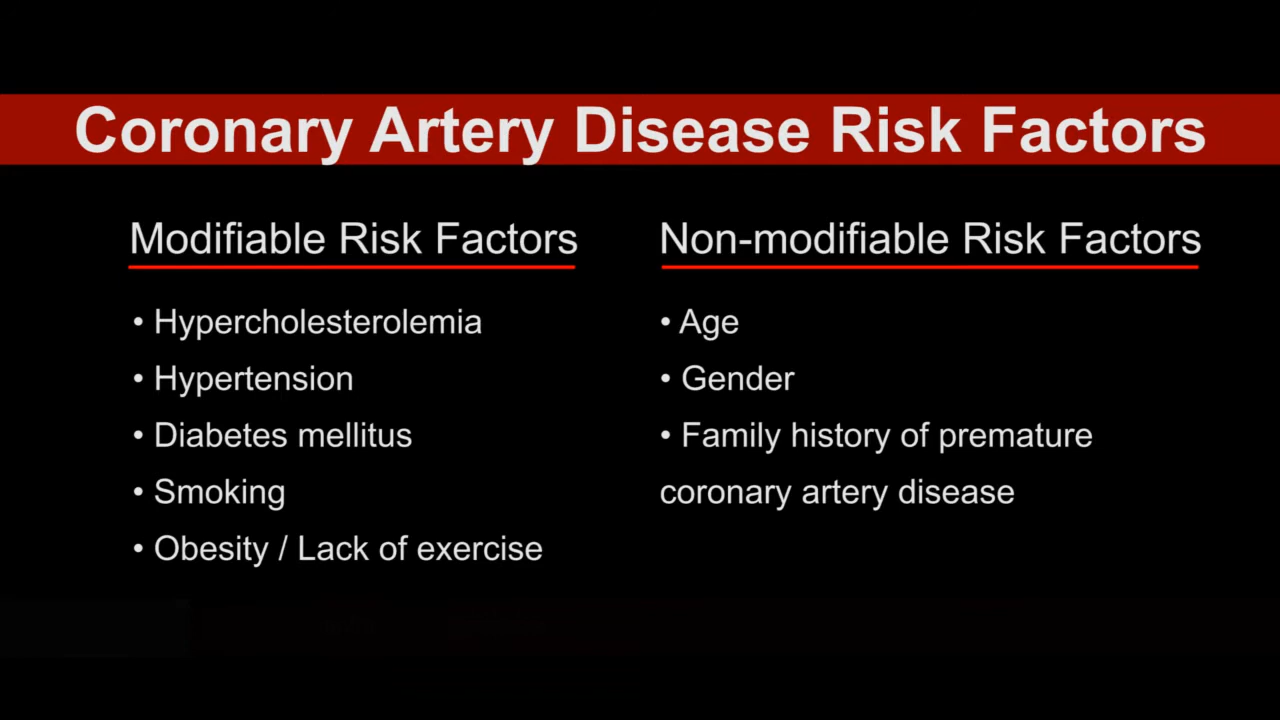 Coronary Artery Disease Risk Factors
Modifiable Risk Factors
• Hypercholesterolemia
• Hypertension
• Diabetes mellitus
• Smoking
• Obesity / Lack of exercise
Non-modifiable Risk Factors
• Age
• Gender
• Family history of premature
coronary artery disease